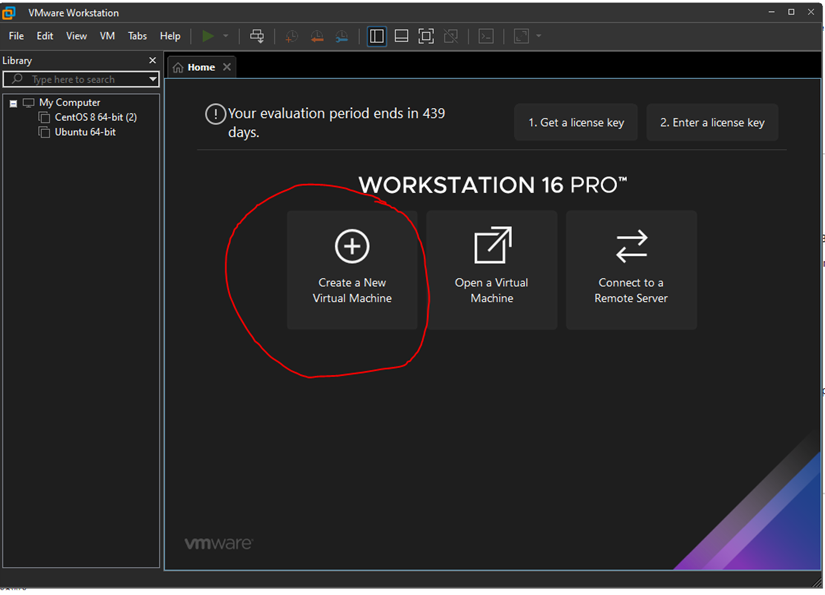 VMware Workstation
File Edit View VM Tabs Help
Library
Type here to search
My Computer
CentOS 8 64-bit (2)
Ubuntu 64-bit
Home
Your evaluation period ends in 439
days.
1. Get a license key
2. Enter a license key
WORKSTATION 16 PRO™
Create a New
Virtual Machine
Open a Virtual
Machine
Connect to a
Remote Server
vmware